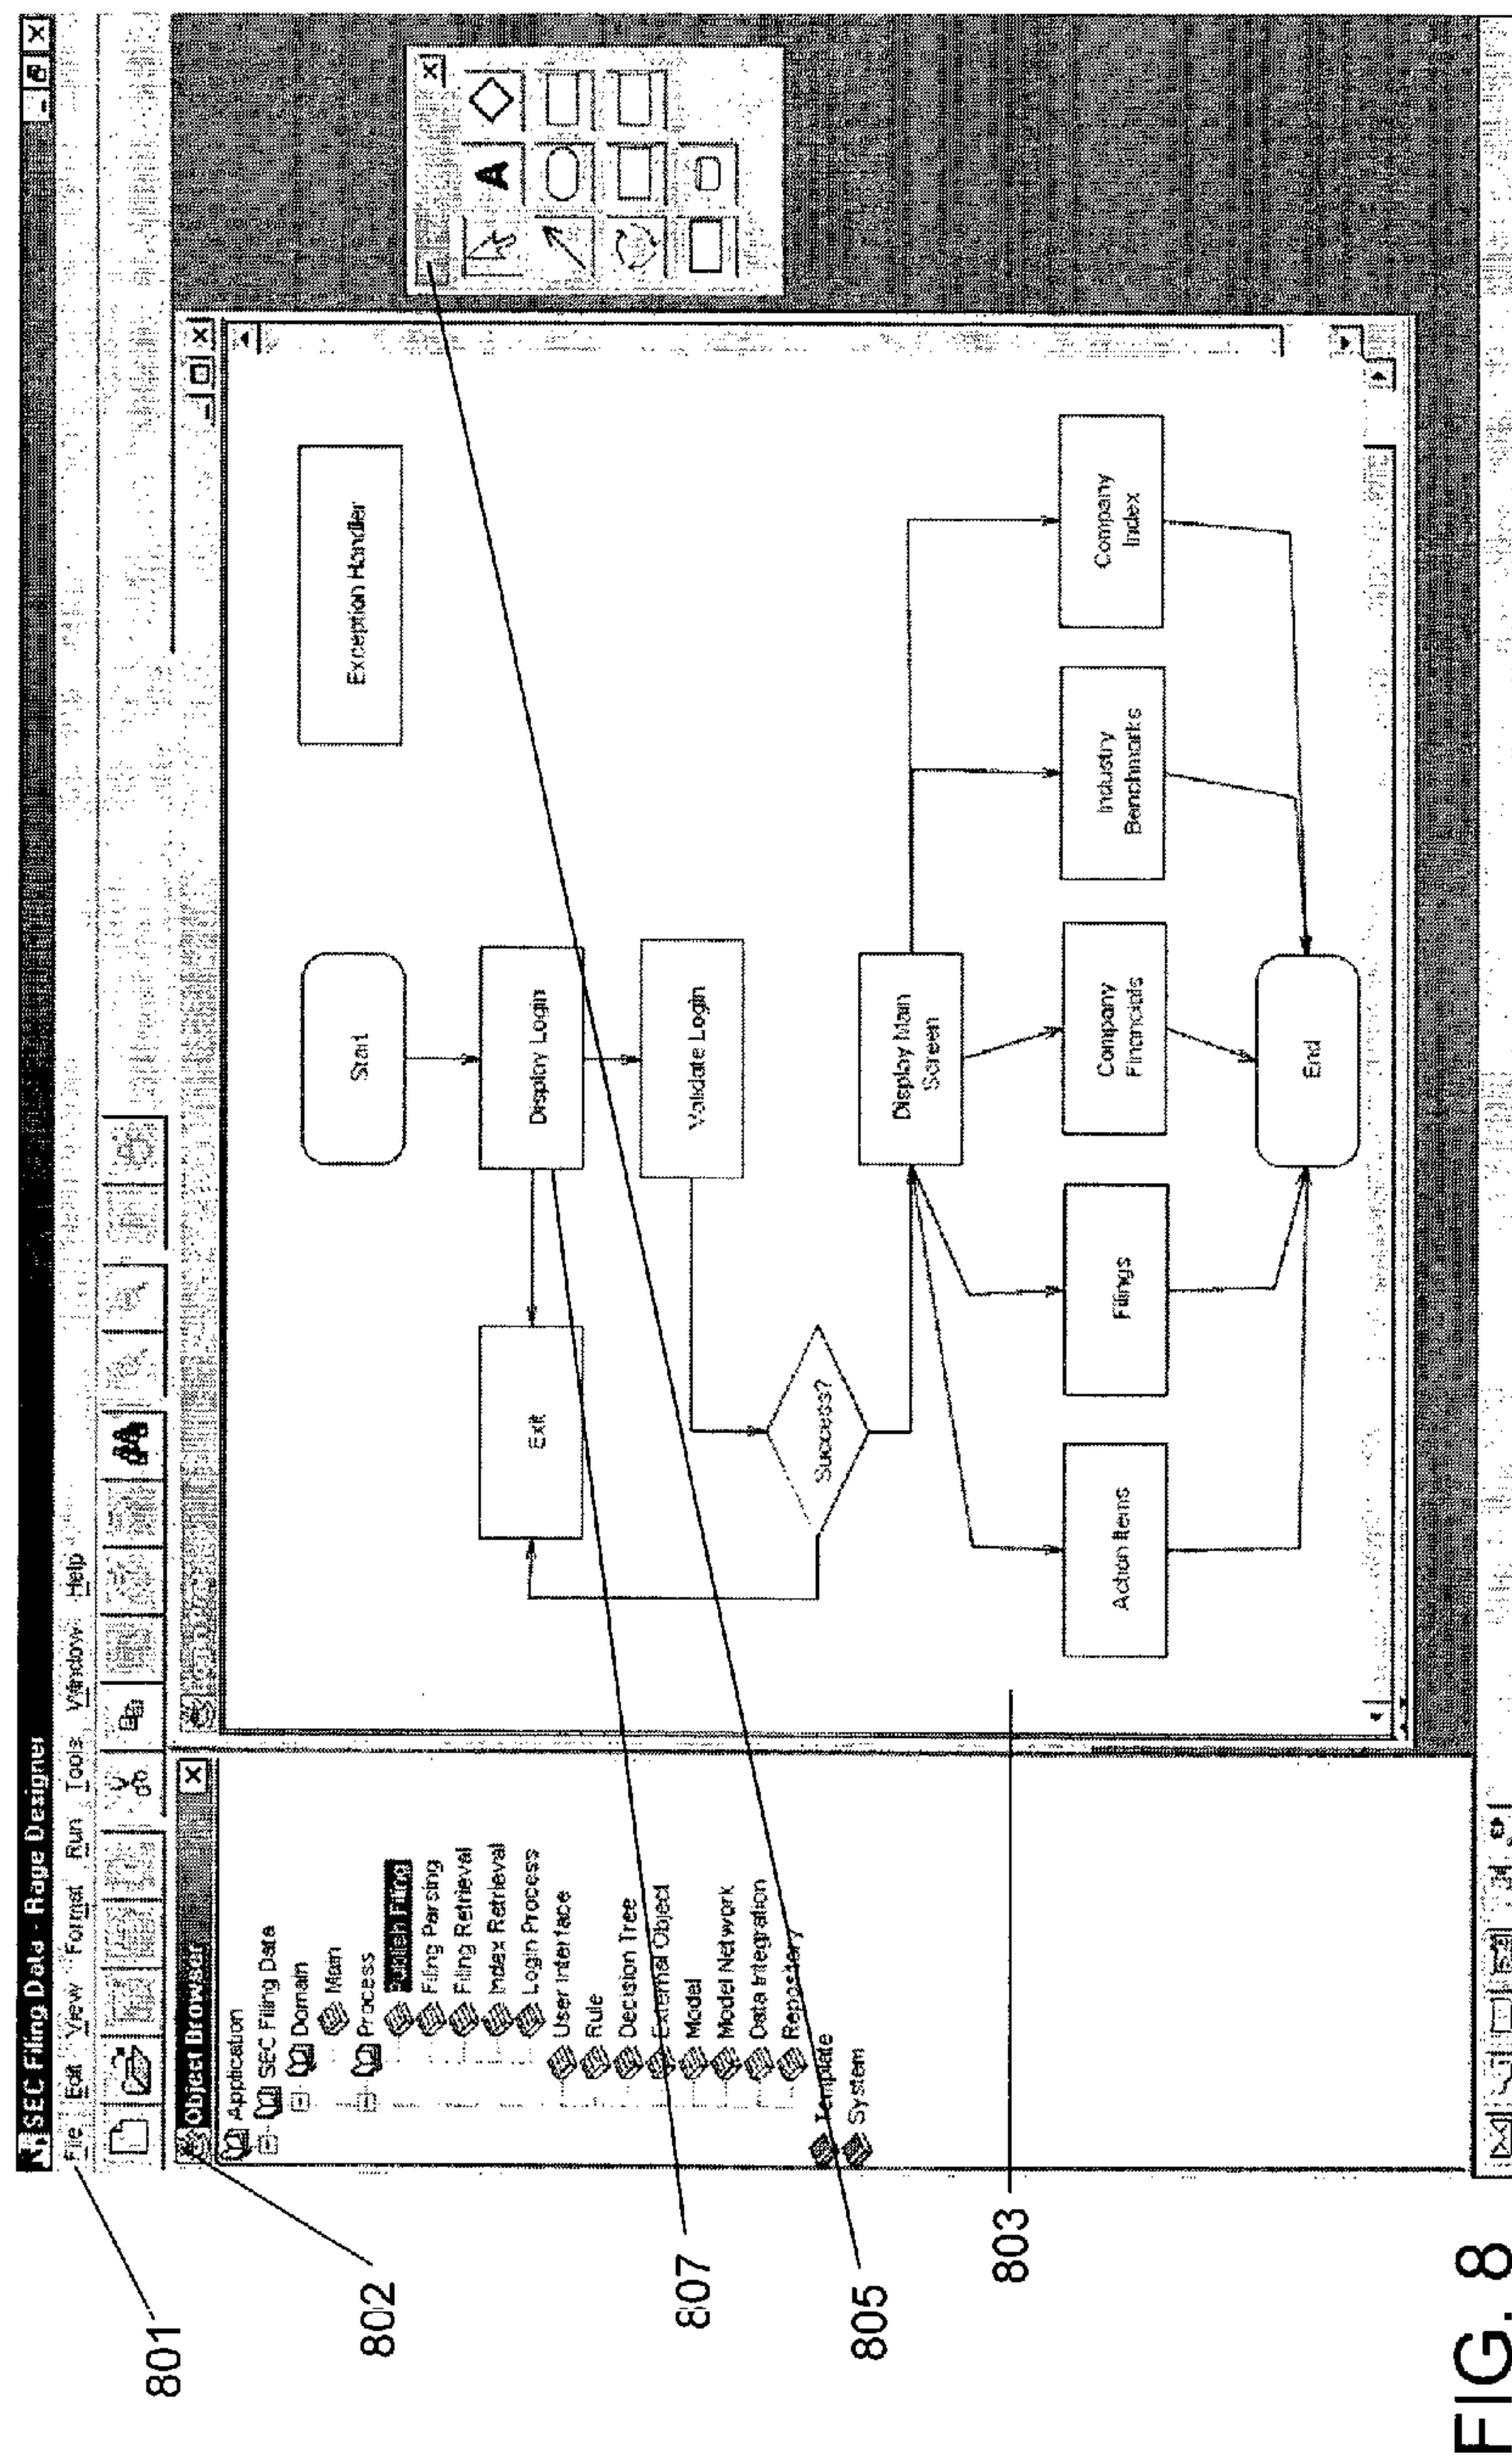 SEC Filing Data - Rage Designer
File Edit View Format Run Tools Window Help
Object Browser
Application
SEC Filing Data
Domain
Main
Process
Publish Filing
Filing Parsing
Filing Retrieval
Index Retrieval
Login Process
User Interface
Rule
Decision Tree
External Object
Model
Model Network
Data Integration
Repository
Template
System
Start
Exception Handler
Exit
Display Login
Validate Login
Success?
Display Main
Screen
Action Items
Filings
Company
Financials
Industry
Benchmarks
Company
Index
End
A
801
802
807
805
803
FIG. 8